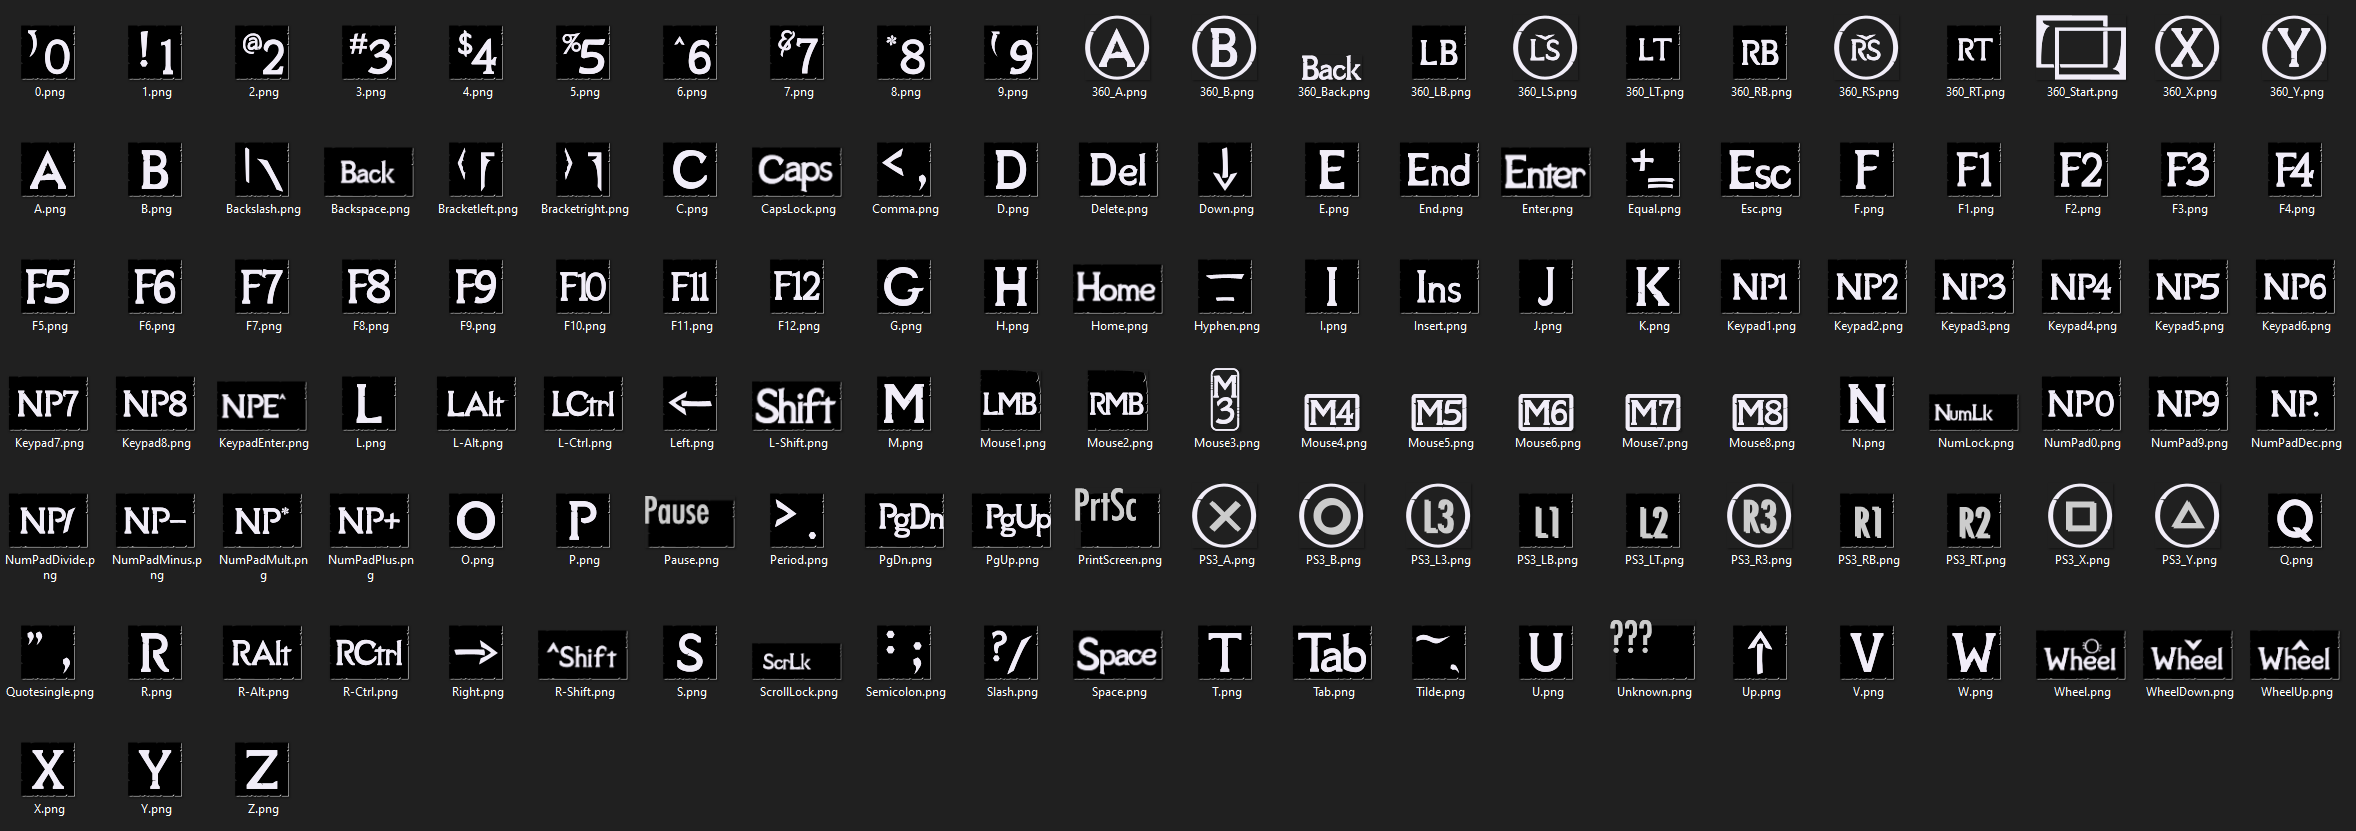 )0 !1 @2 #3 $4 %5 ^6 &7 *8 (9 A B Back LB LS LT RB RS RT X Y
0.png 1.png 2.png 3.png 4.png 5.png 6.png 7.png 8.png 9.png 360_A.png 360_B.png 360_Back.png 360_LB.png 360_LS.png 360_LT.png 360_RB.png 360_RS.png 360_RT.png 360_Start.png 360_X.png 360_Y.png
A B |\ Back {[ }] C Caps <, D Del ↓ E End Enter += Esc F F1 F2 F3 F4
A.png B.png Backslash.png Backspace.png Bracketleft.png Bracketright.png C.png CapsLock.png Comma.png D.png Delete.png Down.png E.png End.png Enter.png Equal.png Esc.png F.png F1.png F2.png F3.png F4.png
F5 F6 F7 F8 F9 F10 F11 F12 G H Home _- I Ins J K NP1 NP2 NP3 NP4 NP5 NP6
F5.png F6.png F7.png F8.png F9.png F10.png F11.png F12.png G.png H.png Home.png Hyphen.png I.png Insert.png J.png K.png Keypad1.png Keypad2.png Keypad3.png Keypad4.png Keypad5.png Keypad6.png
NP7 NP8 NPE^ L LAlt LCtrl ← Shift M LMB RMB M3 M4 M5 M6 M7 M8 N NumLk NP0 NP9 NP.
Keypad7.png Keypad8.png KeypadEnter.png L.png L-Alt.png L-Ctrl.png Left.png L-Shift.png M.png Mouse1.png Mouse2.png Mouse3.png Mouse4.png Mouse5.png Mouse6.png Mouse7.png Mouse8.png N.png NumLock.png NumPad0.png NumPad9.png NumPadDec.png
NP/ NP- NP* NP+ O P Pause >. PgDn PgUp PrtSc L3 L1 L2 R3 R1 R2 Q
NumPadDivide.png NumPadMinus.png NumPadMult.png NumPadPlus.png O.png P.png Pause.png Period.png PgDn.png PgUp.png PrintScreen.png PS3_A.png PS3_B.png PS3_L3.png PS3_LB.png PS3_LT.png PS3_R3.png PS3_RB.png PS3_RT.png PS3_X.png PS3_Y.png Q.png
", R RAlt RCtrl → ^Shift S ScrLk :; ?/ Space T Tab ~. U ??? ↑ V W Wheel Wheel Wheel
Quotesingle.png R.png R-Alt.png R-Ctrl.png Right.png R-Shift.png S.png ScrollLock.png Semicolon.png Slash.png Space.png T.png Tab.png Tilde.png U.png Unknown.png Up.png V.png W.png Wheel.png WheelDown.png WheelUp.png
X Y Z
X.png Y.png Z.png